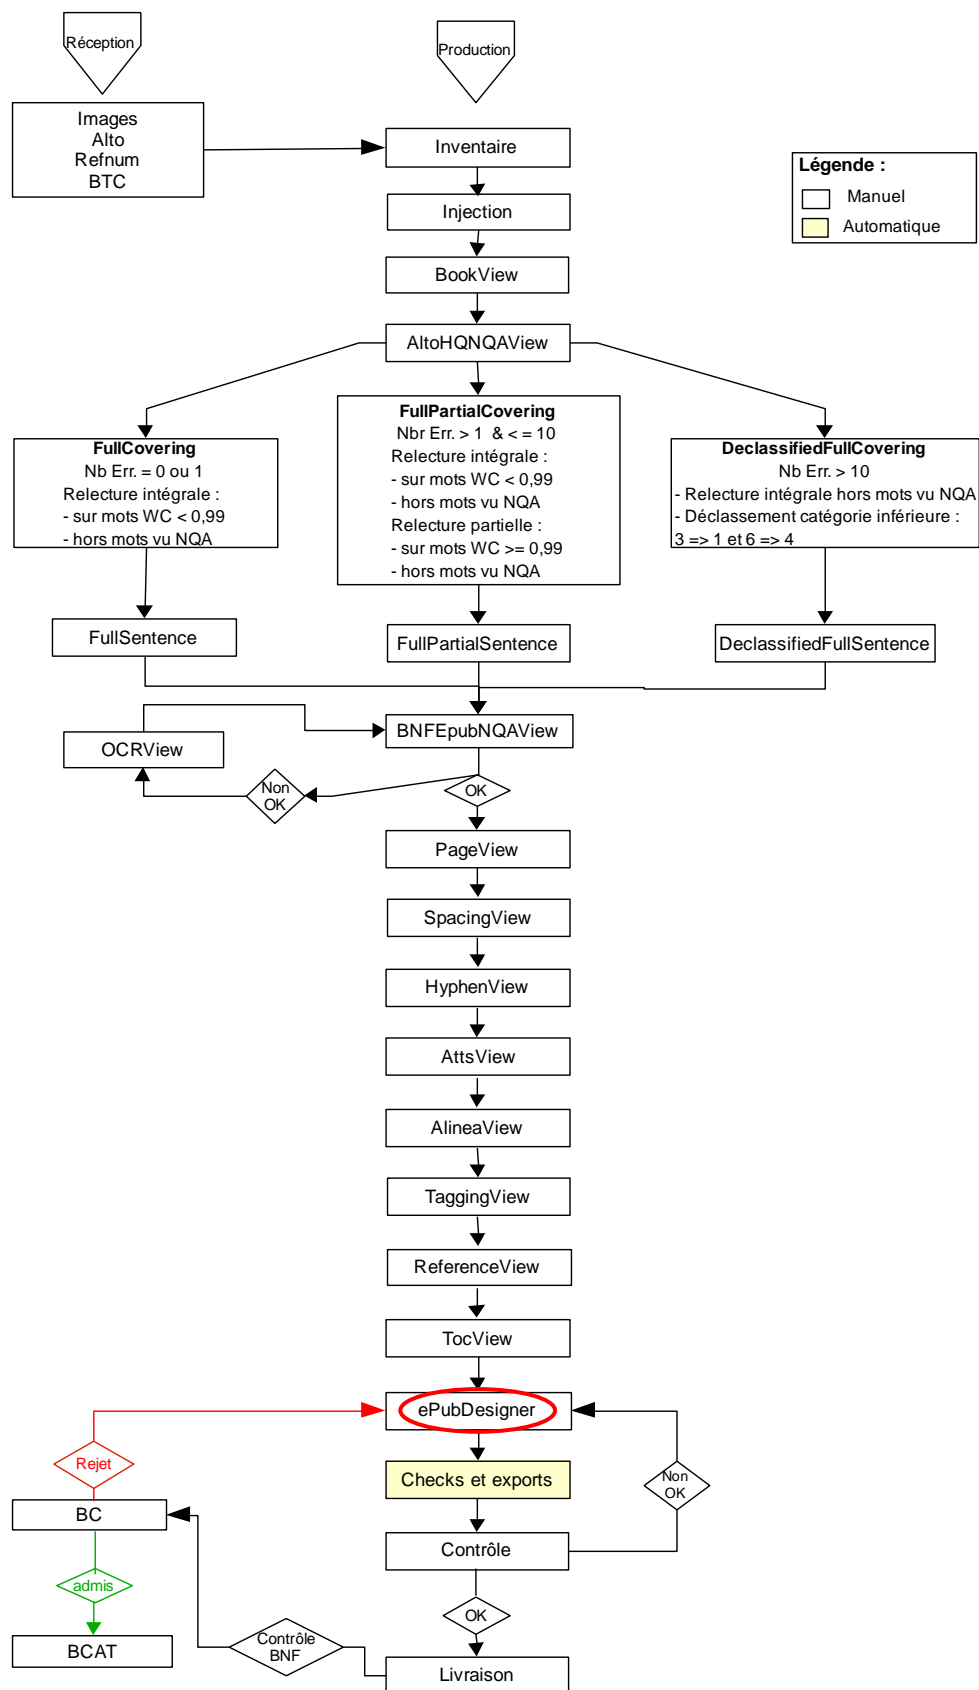 Réception
Production
Images
Alto
Refnum
BTC
Inventaire
Légende :
Manuel
Automatique
Injection
BookView
AltoHQNQAView
FullCovering
Nb Err. = 0 ou 1
Relecture intégrale :
- sur mots WC < 0,99
- hors mots vu NQA
FullPartialCovering
Nbr Err. > 1 & < = 10
Relecture intégrale :
- sur mots WC < 0,99
- hors mots vu NQA
Relecture partielle :
- sur mots WC >= 0,99
- hors mots vu NQA
DeclassifiedFullCovering
Nb Err. > 10
- Relecture intégrale hors mots vu NQA
- Déclassement catégorie inférieure :
3 => 1 et 6 => 4
FullSentence
FullPartialSentence
DeclassifiedFullSentence
BNFEpubNQAView
OCRView
Non
OK
OK
PageView
SpacingView
HyphenView
AttsView
AlineaView
TaggingView
ReferenceView
TocView
ePubDesigner
Rejet
Checks et exports
Non
OK
BC
Contrôle
admis
OK
Contrôle
BNF
BCAT
Livraison